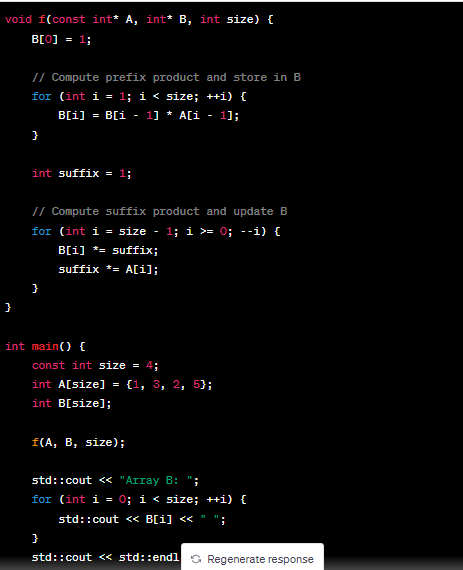 void f(const int* A, int* B, int size) {
B[0] = 1;
// Compute prefix product and store in B
for (int i = 1; i < size; ++i) {
B[i] = B[i - 1] * A[i - 1];
}
int suffix = 1;
// Compute suffix product and update B
for (int i = size - 1; i >= 0; --i) {
B[i] *= suffix;
suffix *= A[i];
}
}
int main() {
const int size = 4;
int A[size] = {1, 3, 2, 5};
int B[size];
f(A, B, size);
std::cout << "Array B: ";
for (int i = 0; i < size; ++i) {
std::cout << B[i] << " ";
}
std::cout << std::endl
Regenerate response